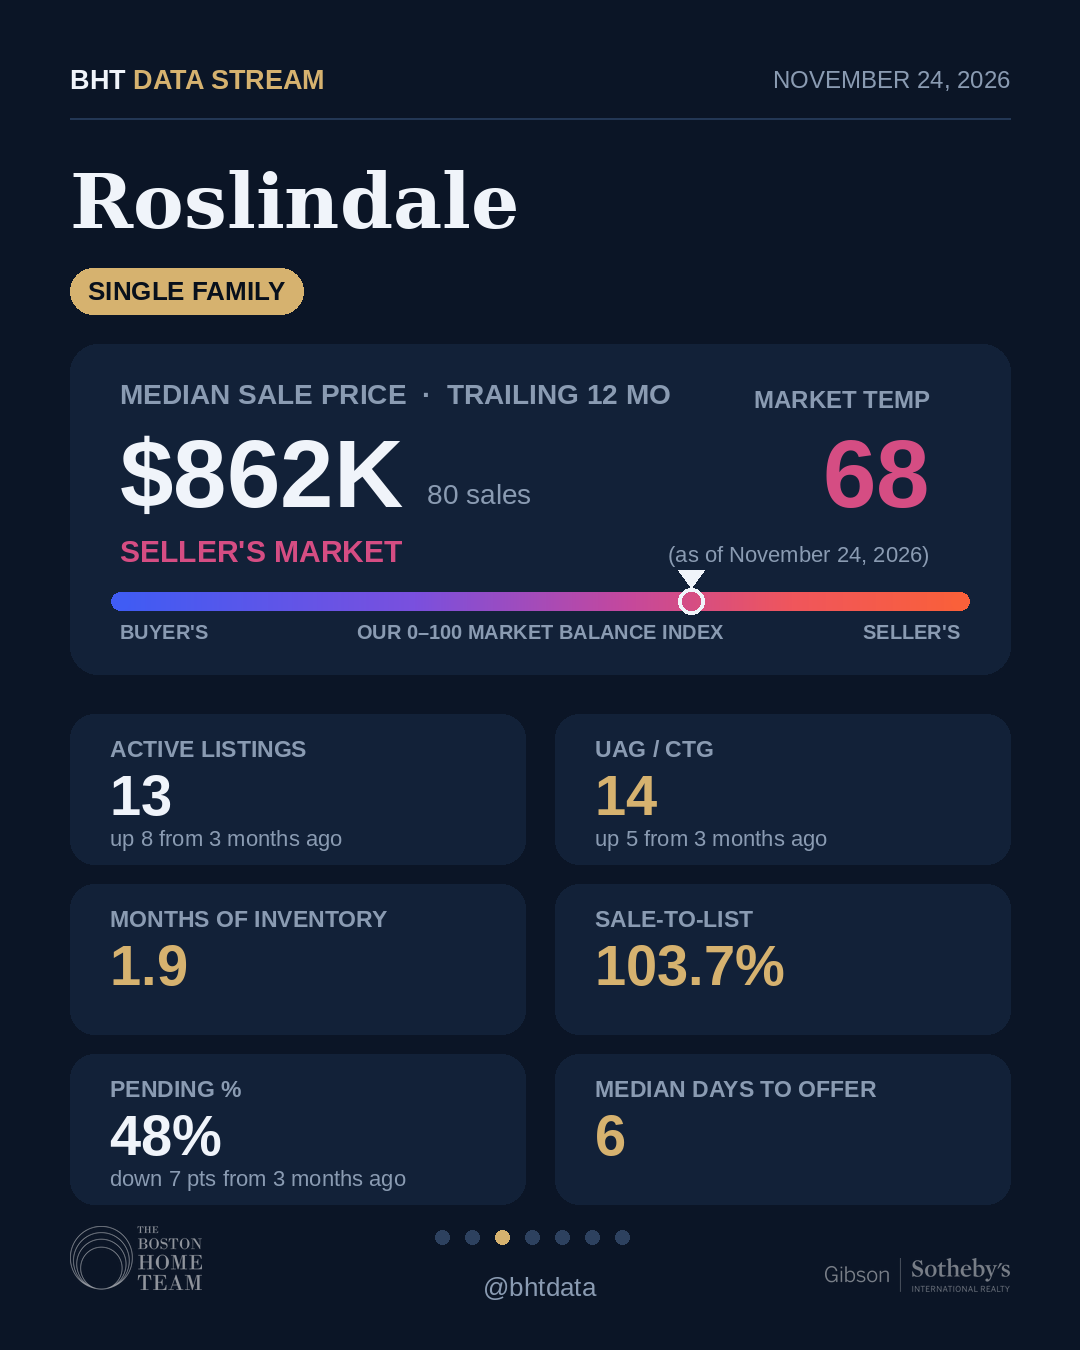 BHT DATA STREAM
NOVEMBER 24, 2026
Roslindale
SINGLE FAMILY
MEDIAN SALE PRICE · TRAILING 12 MO
MARKET TEMP
$862K 80 sales
68
SELLER'S MARKET
(as of November 24, 2026)
BUYER'S
OUR 0–100 MARKET BALANCE INDEX
SELLER'S
ACTIVE LISTINGS
13
up 8 from 3 months ago
UAG / CTG
14
up 5 from 3 months ago
MONTHS OF INVENTORY
1.9
SALE-TO-LIST
103.7%
PENDING %
48%
down 7 pts from 3 months ago
MEDIAN DAYS TO OFFER
6
THE
BOSTON
HOME
TEAM
@bhtdata
Gibson
Sotheby's
INTERNATIONAL REALTY